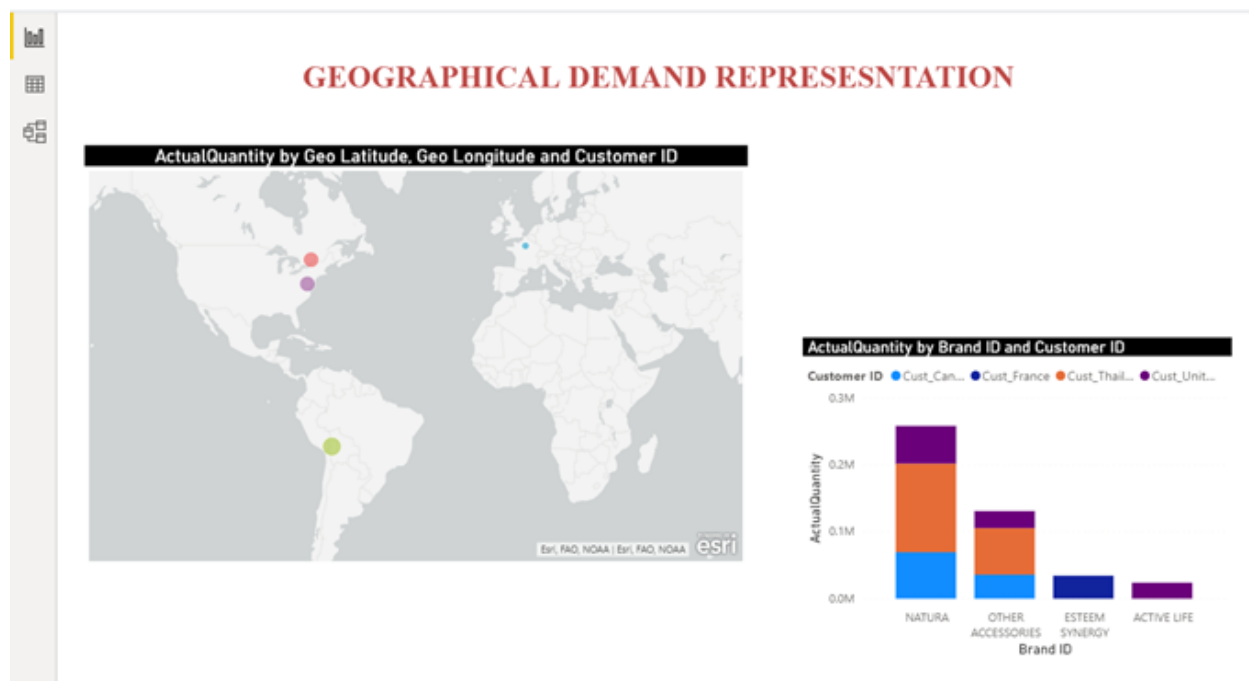 GEOGRAPHICAL DEMAND REPRESESNTATION
ActualQuantity by Geo Latitude, Geo Longitude and Customer ID
Esri, FAO, NOAA | Esri, FAO, NOAA
esri
ActualQuantity by Brand ID and Customer ID
Customer ID Cust_Can... Cust_France Cust_Thail... Cust_Unit...
0.3M
0.2M
0.1M
0.0M
ActualQuantity
NATURA
OTHER ACCESSORIES
ESTEEM SYNERGY
ACTIVE LIFE
Brand ID